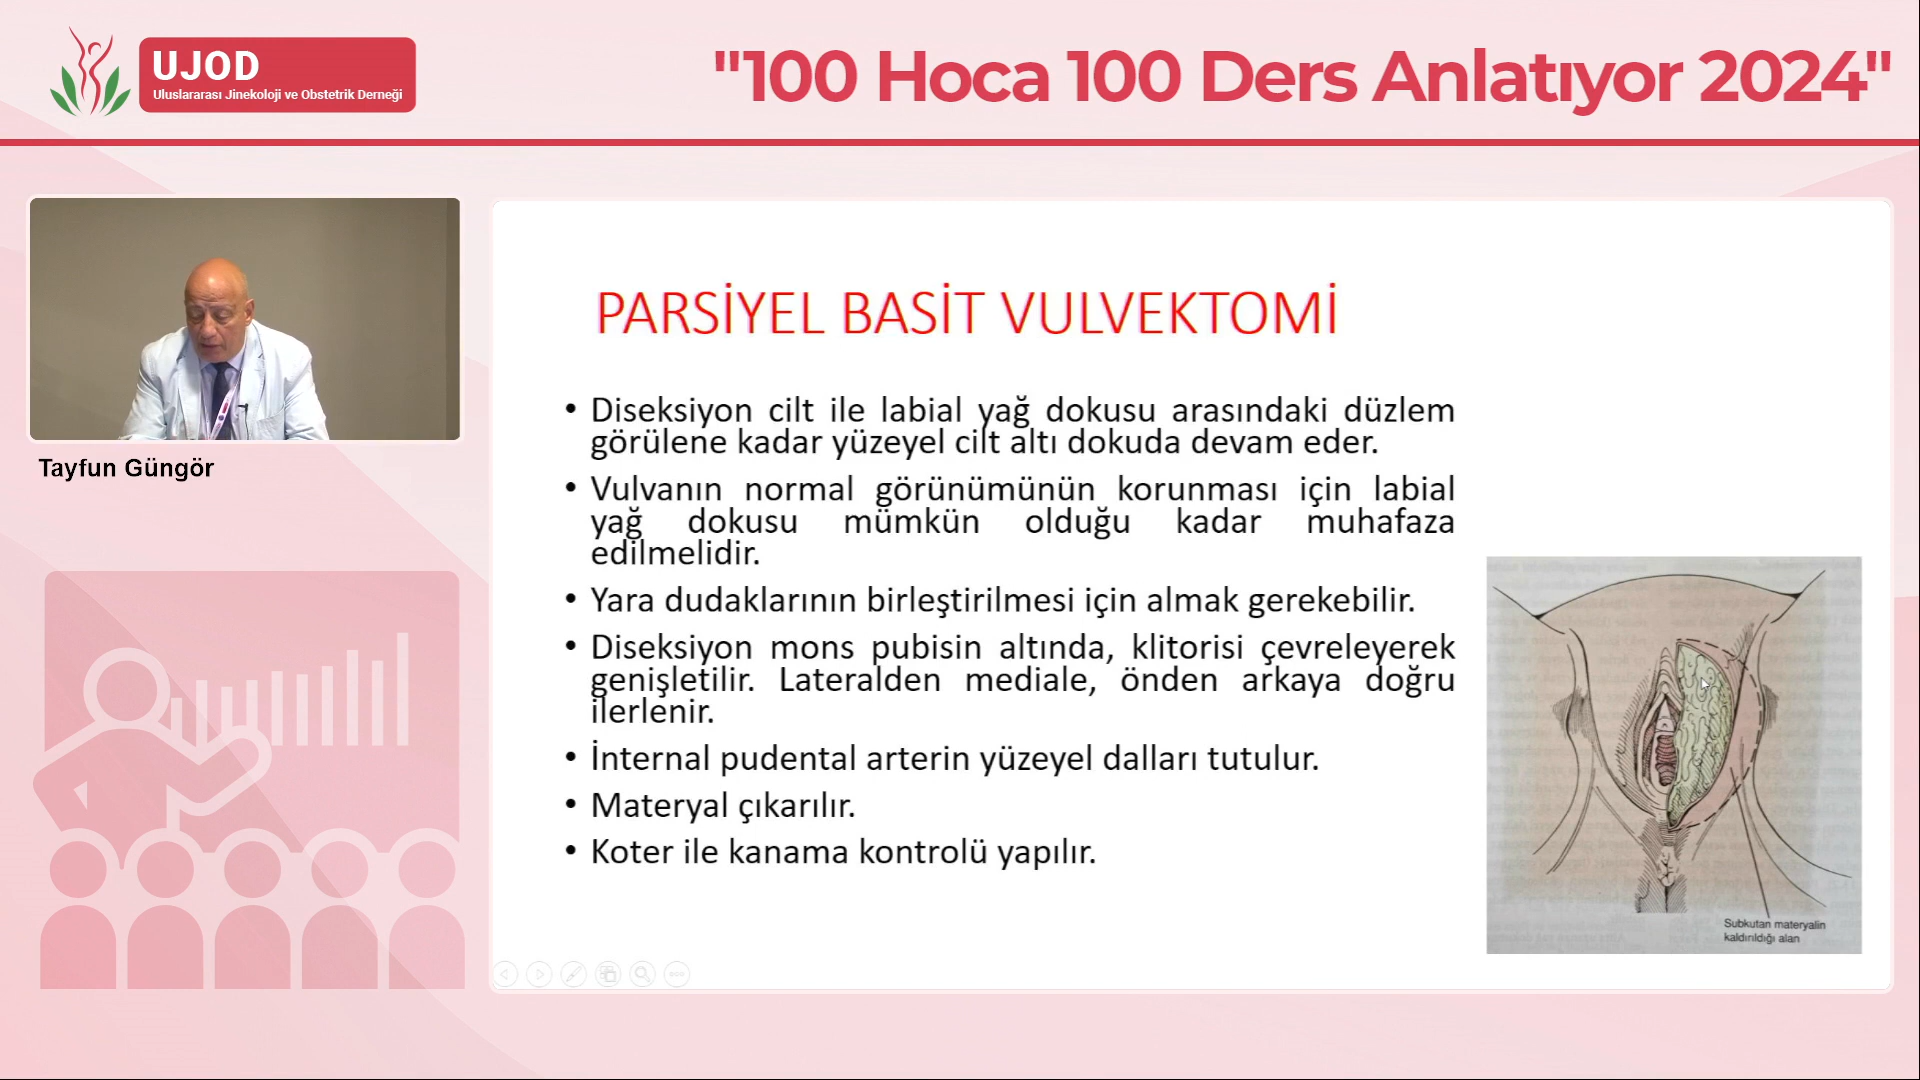 UJOD
Uluslararası Jinekoloji ve Obstetrik Derneği
"100 Hoca 100 Ders Anlatıyor 2024"
Tayfun Güngör
PARSİYEL BASİT VULVEKTOMİ
• Diseksiyon cilt ile labial yağ dokusu arasındaki düzlem
görülene kadar yüzeyel cilt altı dokuda devam eder.
• Vulvanın normal görünümünün korunması için labial
yağ dokusu mümkün olduğu kadar muhafaza
edilmelidir.
• Yara dudaklarının birleştirilmesi için almak gerekebilir.
• Diseksiyon mons pubisin altında, klitorisi çevreleyerek
genişletilir. Lateralden mediale, önden arkaya doğru
ilerlenir.
• İnternal pudental arterin yüzeyel dalları tutulur.
• Materyal çıkarılır.
• Koter ile kanama kontrolü yapılır.
Subkutan materyalin
kaldırıldığı alan